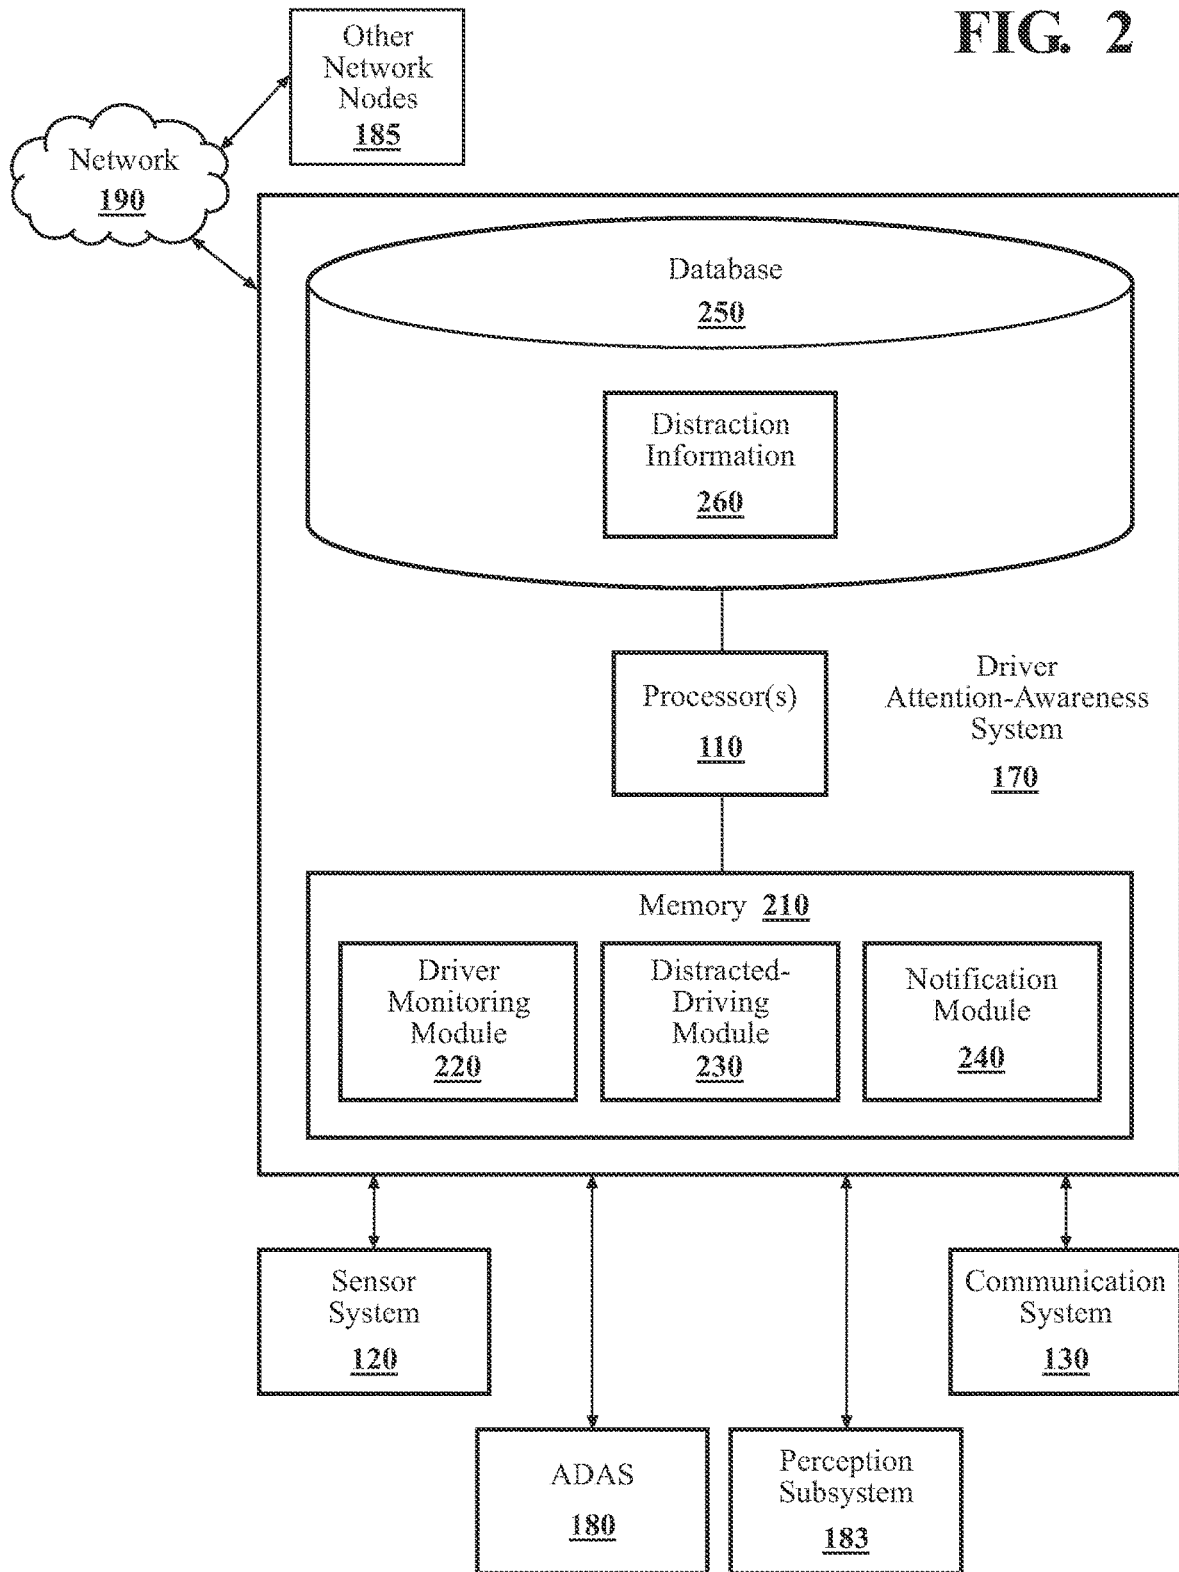 FIG. 2
Other
Network
Nodes
185
Network
190
Database
250
Distraction
Information
260
Processor(s)
110
Driver
Attention-Awareness
System
170
Memory 210
Driver
Monitoring
Module
220
Distracted-
Driving
Module
230
Notification
Module
240
Sensor
System
120
Communication
System
130
ADAS
180
Perception
Subsystem
183